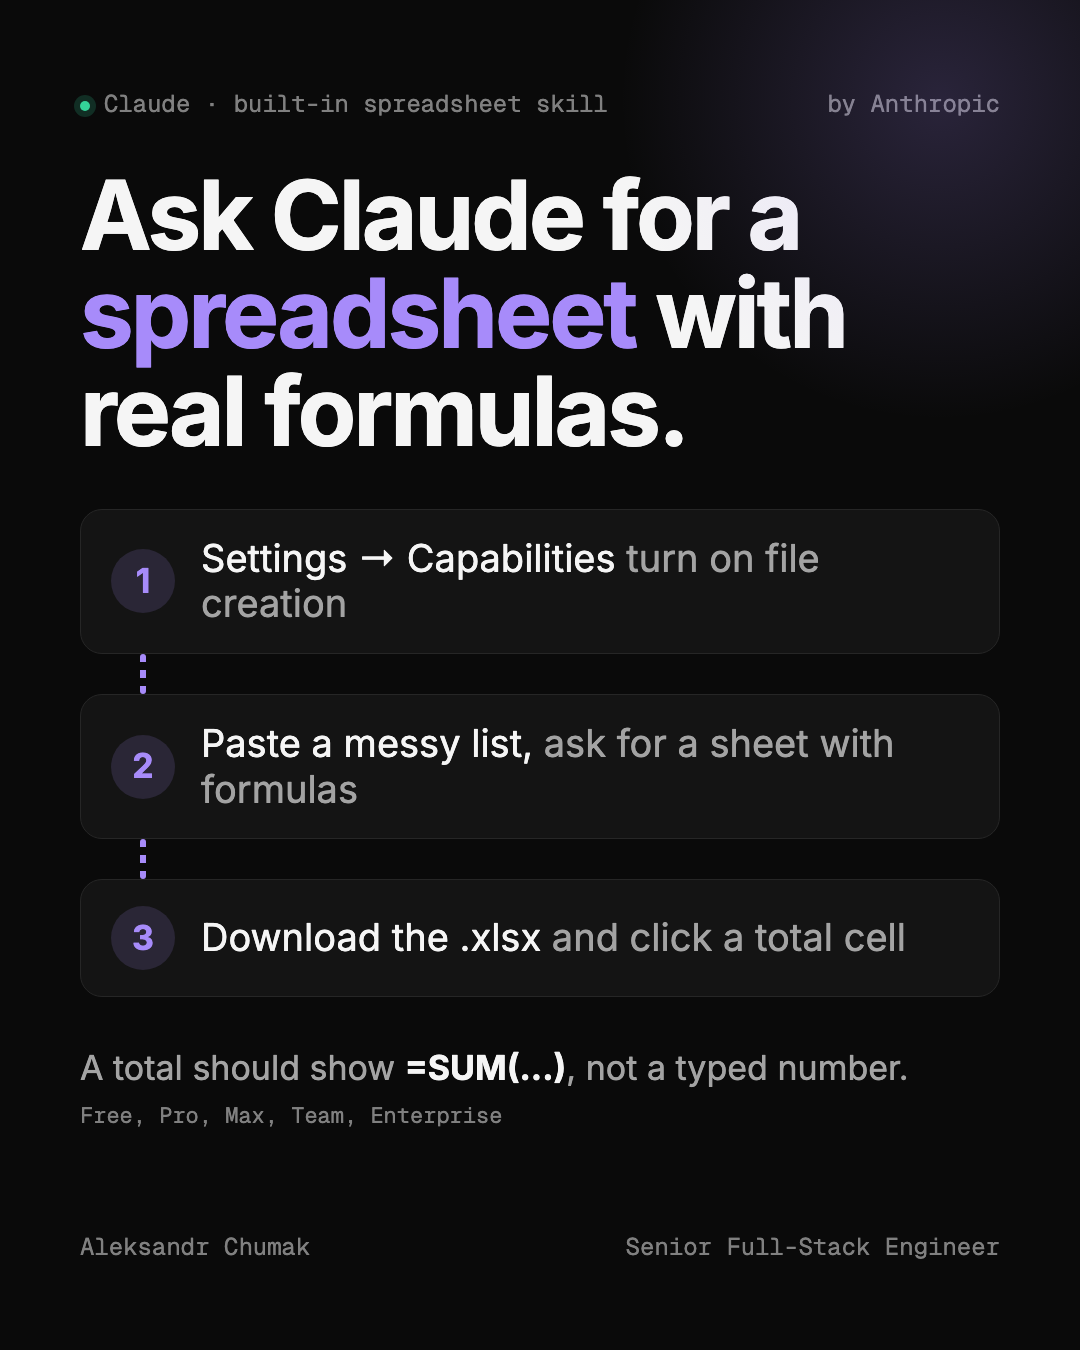 Claude · built-in spreadsheet skill
by Anthropic
Ask Claude for a
spreadsheet with
real formulas.
1
Settings → Capabilities turn on file
creation
2
Paste a messy list, ask for a sheet with
formulas
3
Download the .xlsx and click a total cell
A total should show =SUM(...), not a typed number.
Free, Pro, Max, Team, Enterprise
Aleksandr Chumak
Senior Full-Stack Engineer